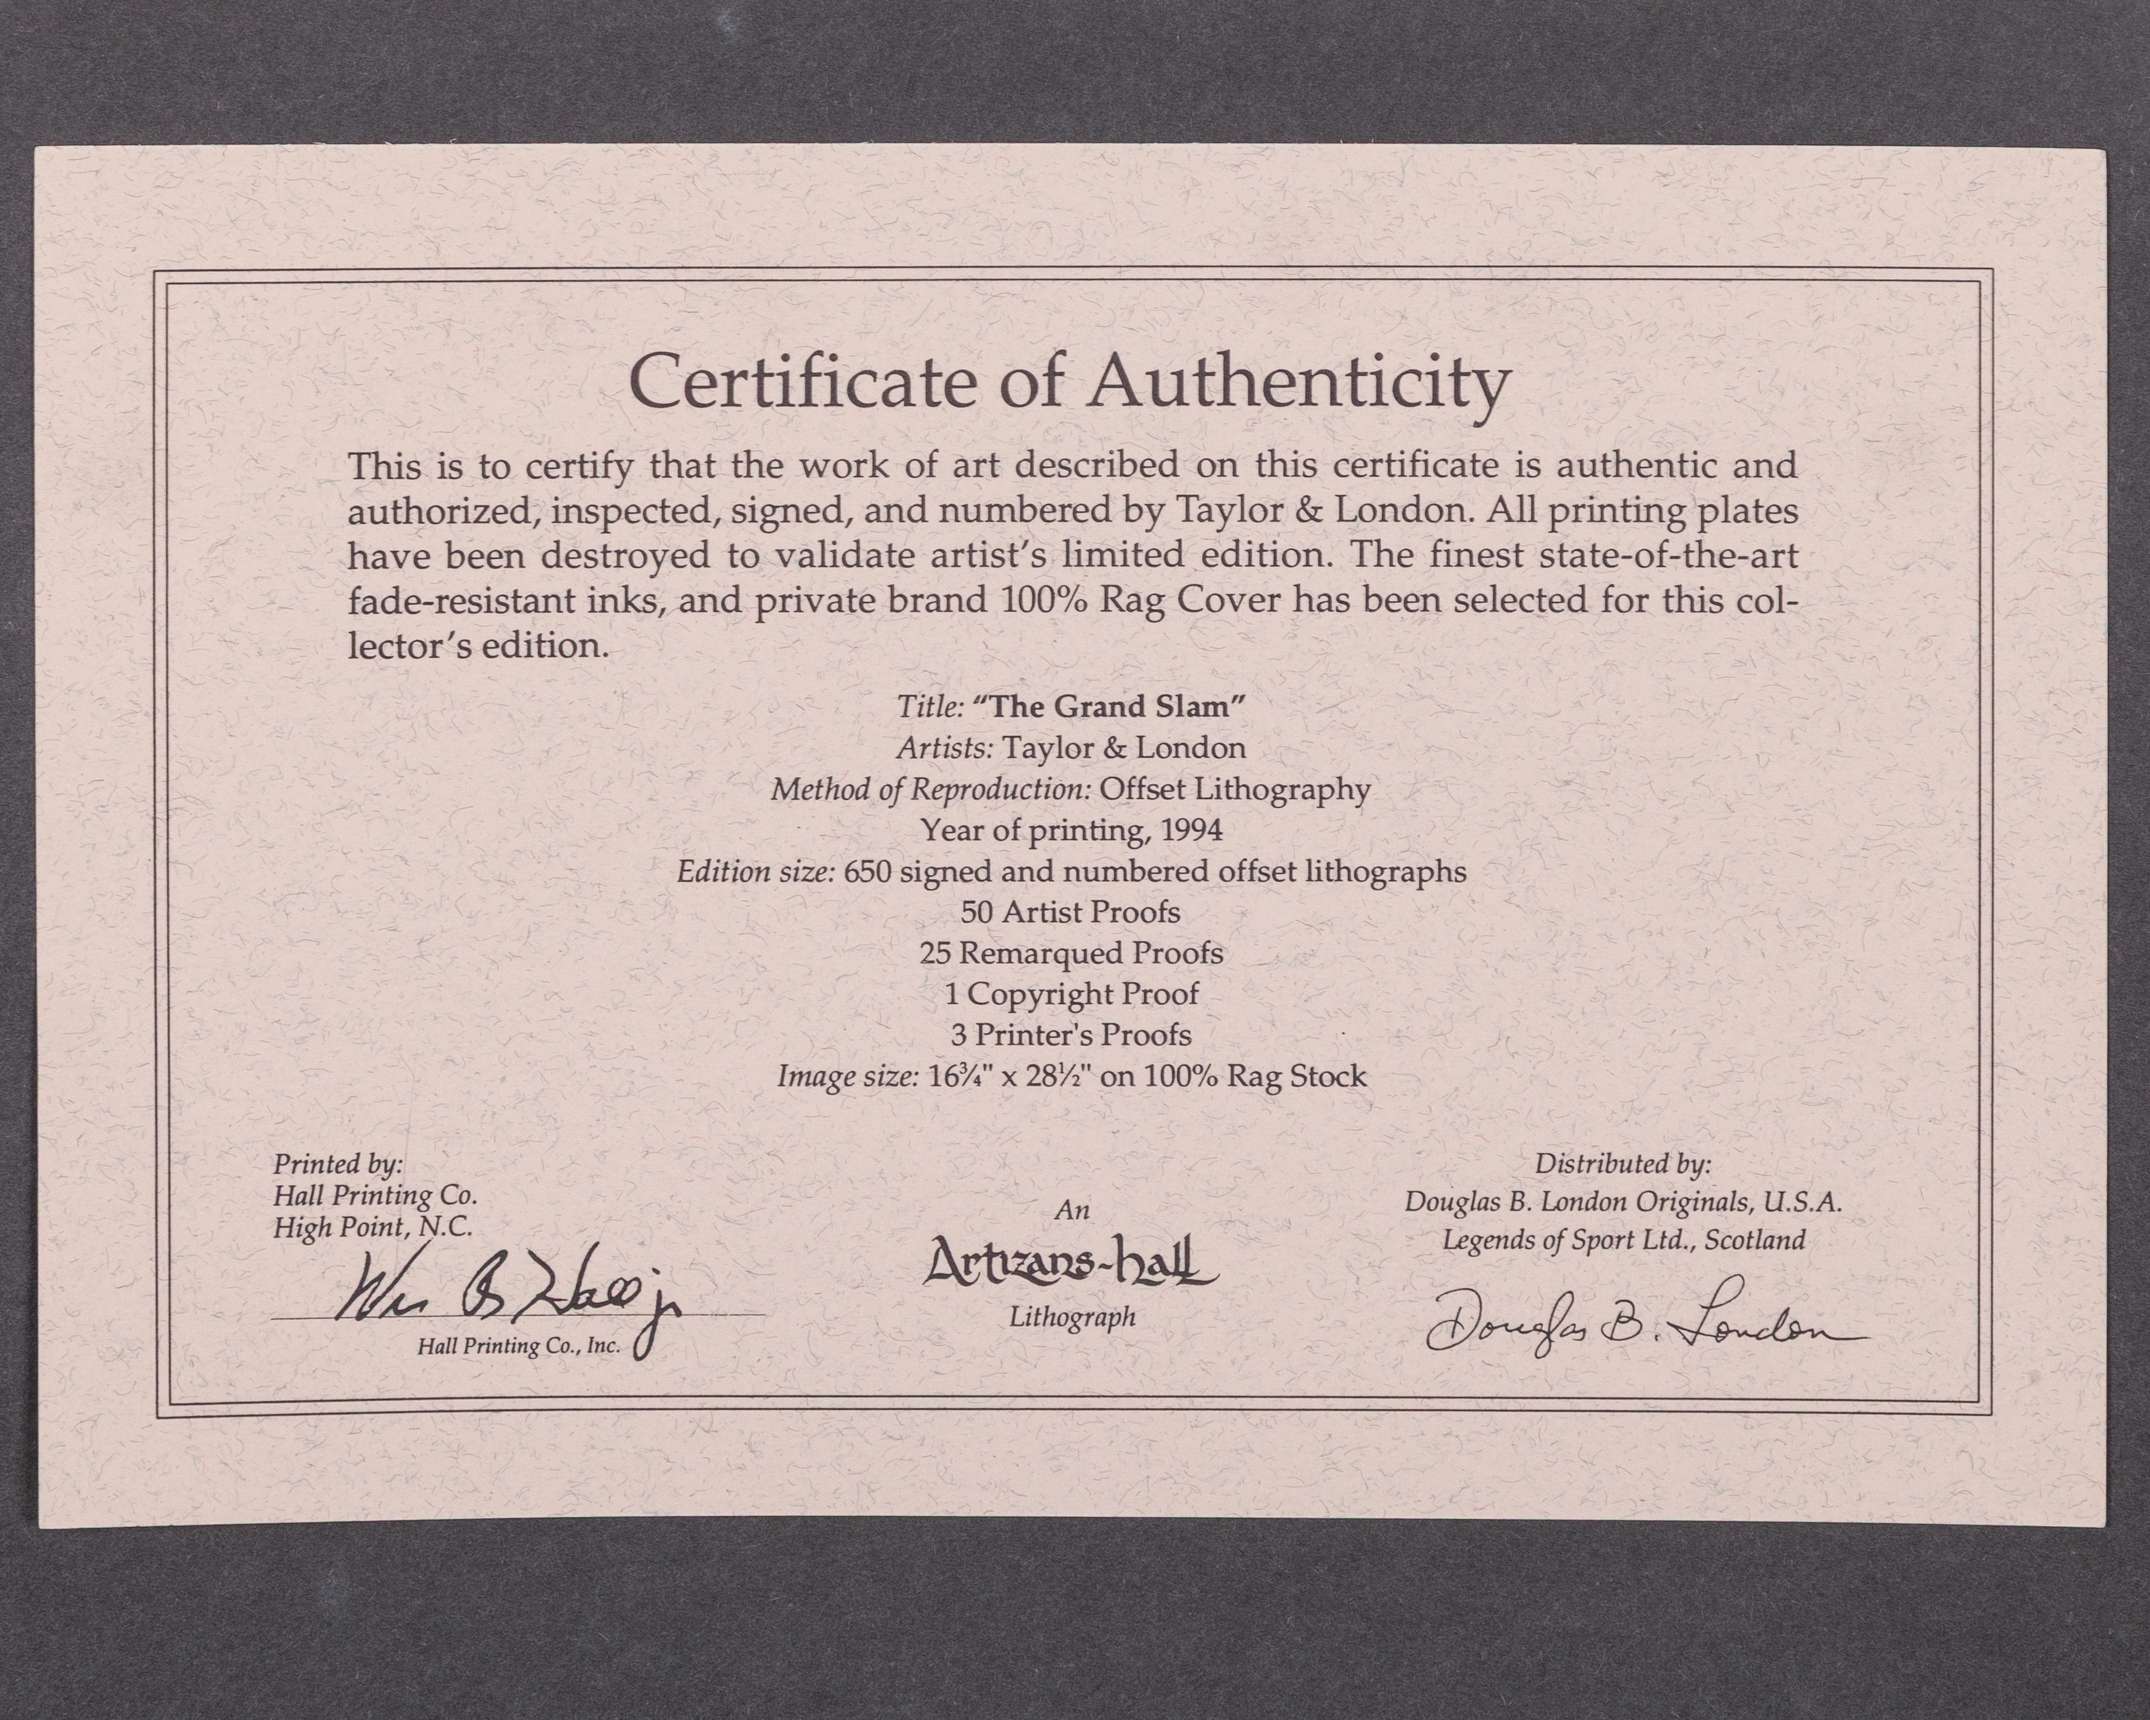 Certificate of Authenticity
This is to certify that the work of art described on this certificate is authentic and
authorized, inspected, signed, and numbered by Taylor & London. All printing plates
have been destroyed to validate artist's limited edition. The finest state-of-the-art
fade-resistant inks, and private brand 100% Rag Cover has been selected for this col-
lector's edition.
Title: "The Grand Slam"
Artists: Taylor & London
Method of Reproduction: Offset Lithography
Year of printing, 1994
Edition size: 650 signed and numbered offset lithographs
50 Artist Proofs
25 Remarqued Proofs
1 Copyright Proof
3 Printer's Proofs
Image size: 16¾" x 28½" on 100% Rag Stock
Printed by:
Hall Printing Co.
High Point, N.C.
Wm B Hall jr
Hall Printing Co., Inc.
An
Artizans-hall
Lithograph
Distributed by:
Douglas B. London Originals, U.S.A.
Legends of Sport Ltd., Scotland
Douglas B. London